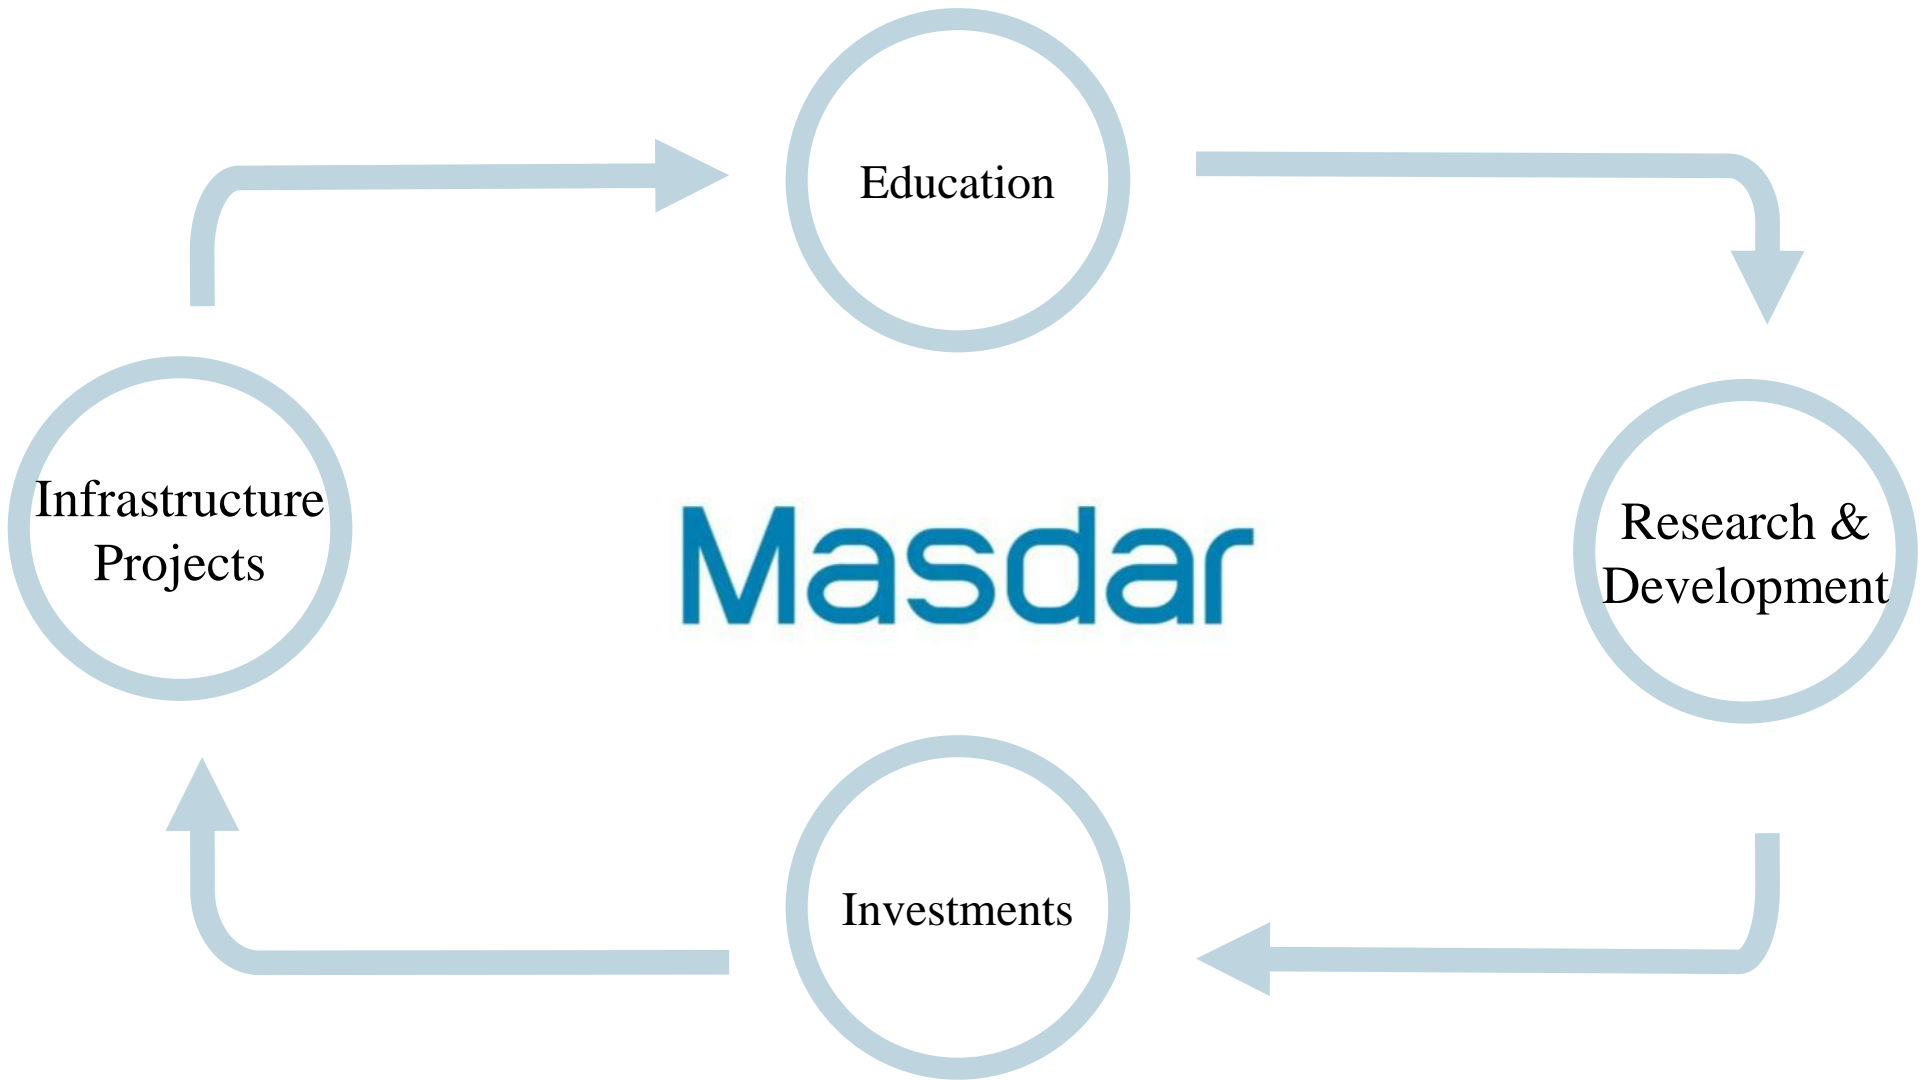 Education
Infrastructure
Projects
Masdar
Research &
Development
Investments